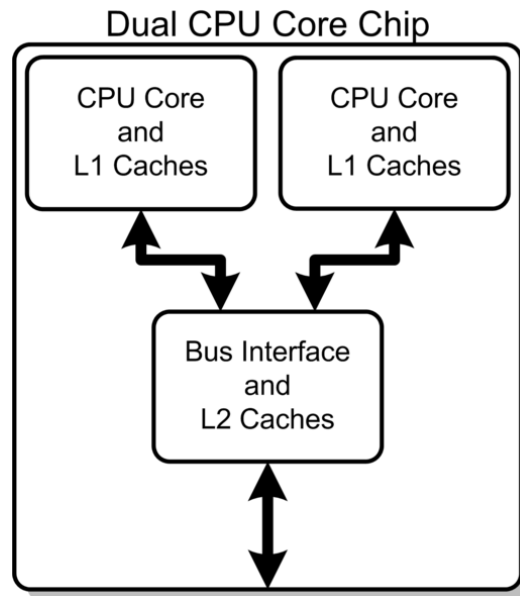 Dual CPU Core Chip
CPU Core
and
L1 Caches
CPU Core
and
L1 Caches
Bus Interface
and
L2 Caches